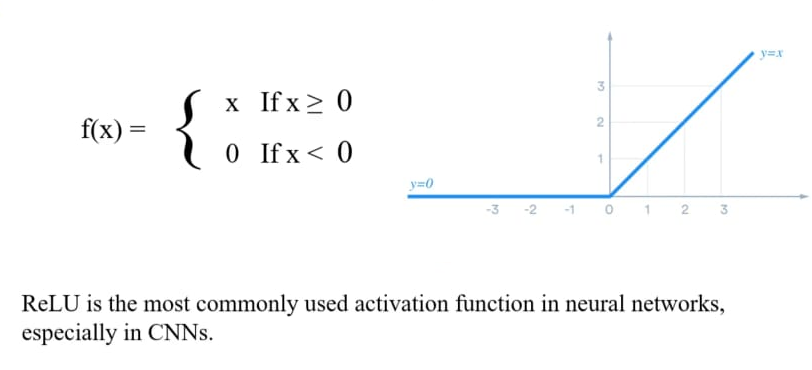 f(x) = {
x If x ≥ 0
0 If x < 0
y=x
3
2
1
y=0
-3 -2 -1 0 1 2 3
ReLU is the most commonly used activation function in neural networks,
especially in CNNs.